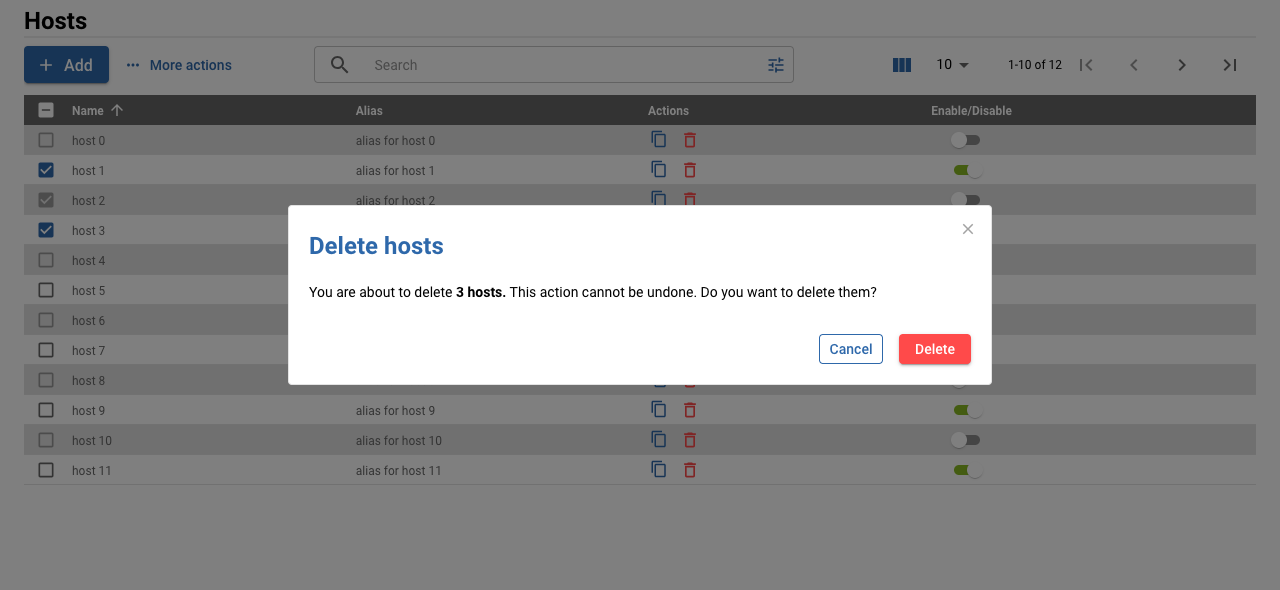 Hosts
Add
More actions
Search
10
1-10 of 12
Name Alias Actions Enable/Disable
host 0 alias for host 0
host 1 alias for host 1
host 2 alias for host 2
host 3
host 4
host 5
host 6
host 7
host 8
host 9 alias for host 9
host 10 alias for host 10
host 11 alias for host 11
Delete hosts
You are about to delete 3 hosts. This action cannot be undone. Do you want to delete them?
Cancel
Delete